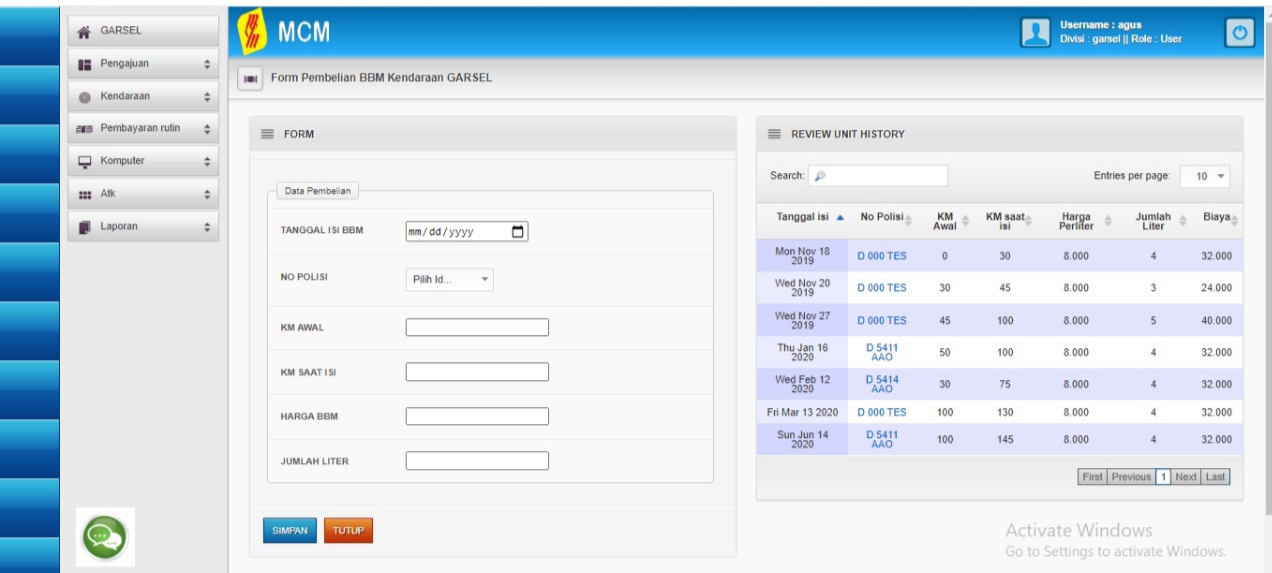 GARSEL
Pengajuan
Kendaraan
Pembayaran rutin
Komputer
Atk
Laporan
MCM
Username : agus
Divisi : garsel || Role : User
Form Pembelian BBM Kendaraan GARSEL
FORM
Data Pembelian
TANGGAL ISI BBM mm/dd/yyyy
NO POLISI Pilih Id...
KM AWAL
KM SAAT ISI
HARGA BBM
JUMLAH LITER
SIMPAN TUTUP
REVIEW UNIT HISTORY
Search: Entries per page: 10
Tanggal isi No Polisi KM Awal KM saat isi Harga Perliter Jumlah Liter Biaya
Mon Nov 18 2019 D 000 TES 0 30 8.000 4 32.000
Wed Nov 20 2019 D 000 TES 30 45 8.000 3 24.000
Wed Nov 27 2019 D 000 TES 45 100 8.000 5 40.000
Thu Jan 16 2020 D 5411 AAO 50 100 8.000 4 32.000
Wed Feb 12 2020 D 5414 AAO 30 75 8.000 4 32.000
Fri Mar 13 2020 D 000 TES 100 130 8.000 4 32.000
Sun Jun 14 2020 D 5411 AAO 100 145 8.000 4 32.000
First Previous 1 Next Last
Activate Windows
Go to Settings to activate Windows.